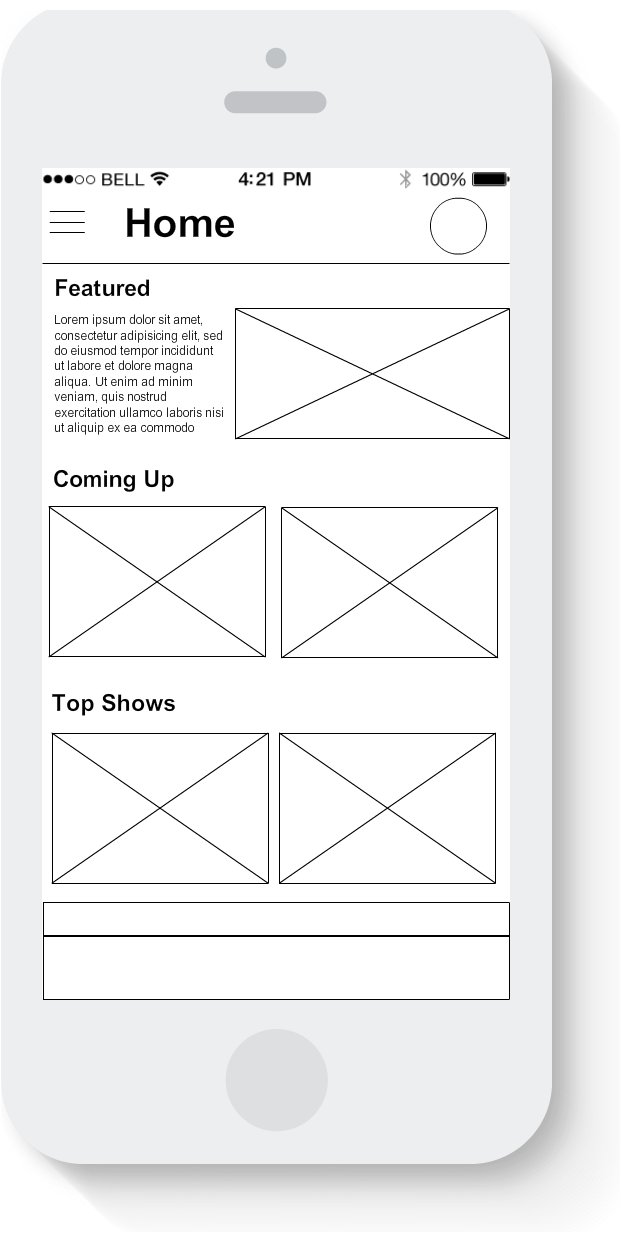 BELL 4:21 PM 100%
Home
Featured
Lorem ipsum dolor sit amet,
consectetur adipisicing elit, sed
do eiusmod tempor incididunt
ut labore et dolore magna
aliqua. Ut enim ad minim
veniam, quis nostrud
exercitation ullamco laboris nisi
ut aliquip ex ea commodo
Coming Up
Top Shows